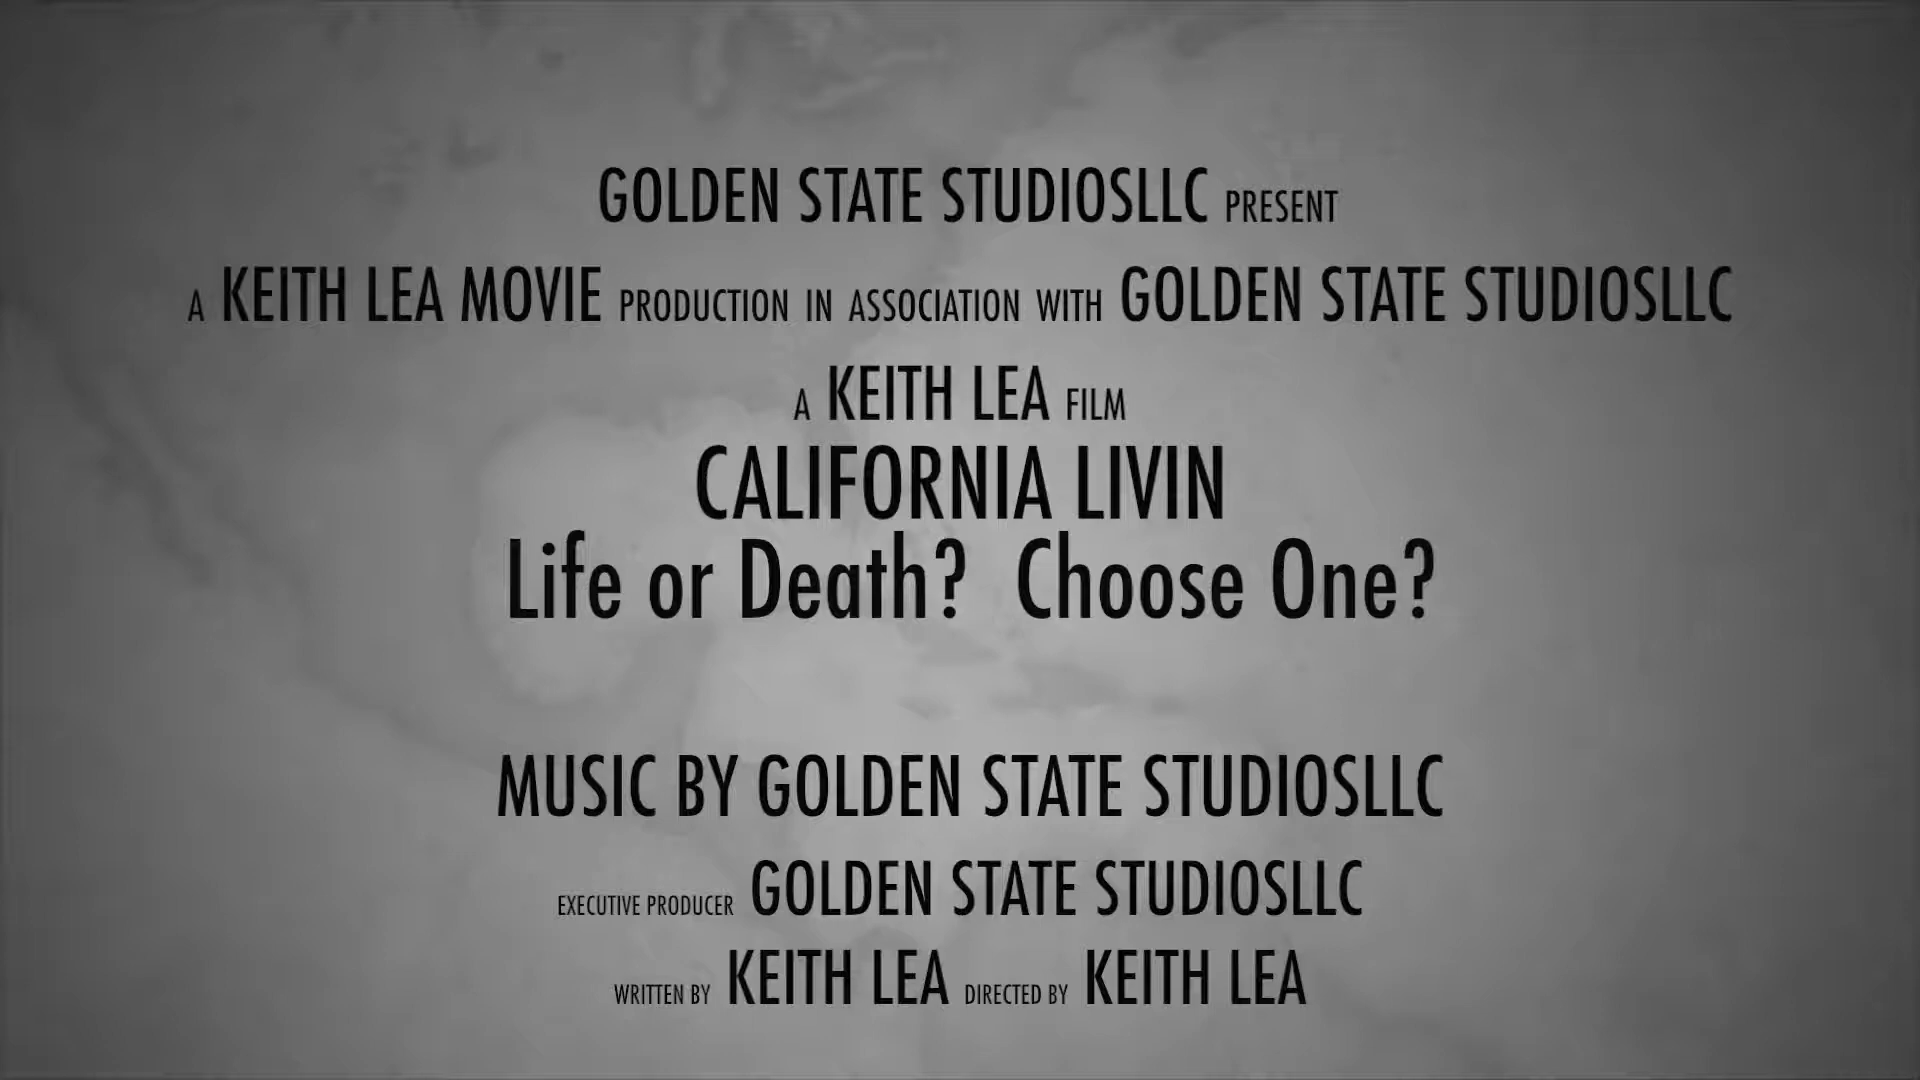 GOLDEN STATE STUDIOSLLC PRESENT
A KEITH LEA MOVIE PRODUCTION IN ASSOCIATION WITH GOLDEN STATE STUDIOSLLC
A KEITH LEA FILM
CALIFORNIA LIVIN
Life or Death? Choose One?
MUSIC BY GOLDEN STATE STUDIOSLLC
EXECUTIVE PRODUCER GOLDEN STATE STUDIOSLLC
WRITTEN BY KEITH LEA DIRECTED BY KEITH LEA